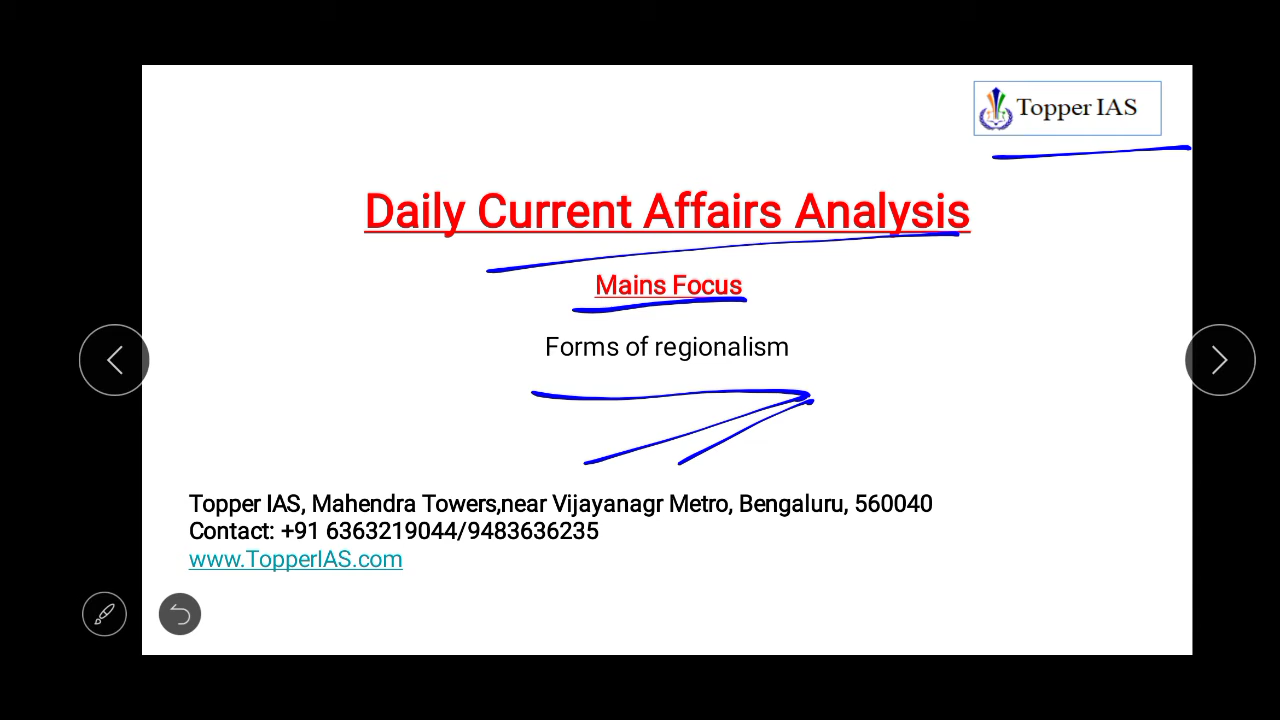 Topper IAS
Daily Current Affairs Analysis
Mains Focus
Forms of regionalism
Topper IAS, Mahendra Towers,near Vijayanagr Metro, Bengaluru, 560040
Contact: +91 6363219044/9483636235
www.TopperIAS.com